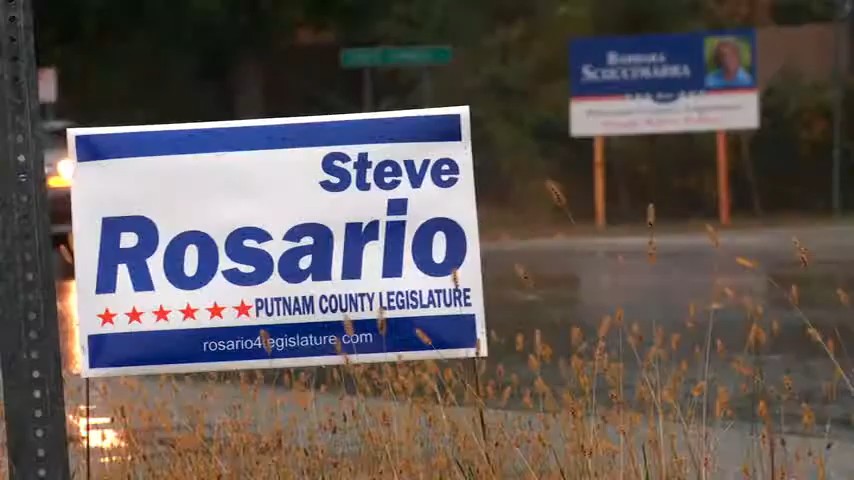 Steve
Rosario
PUTNAM COUNTY LEGISLATURE
rosario4legislature.com
BARBARA
SCUCCIMARRA